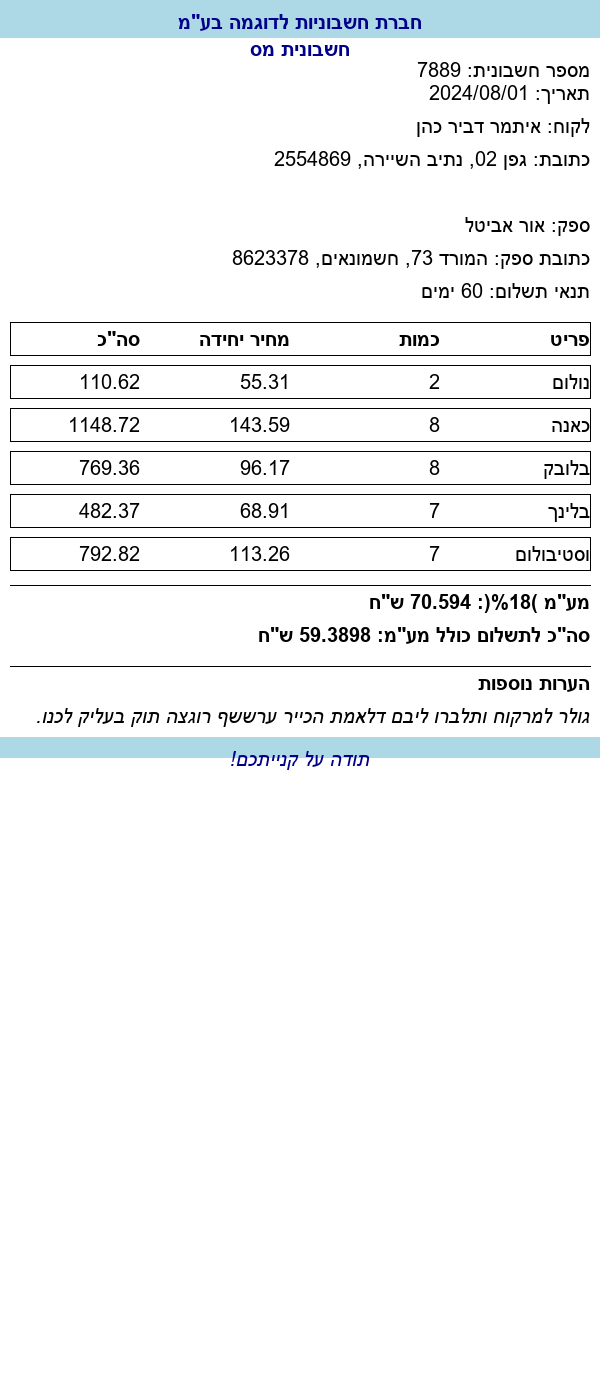 חברת חשבוניות לדוגמה בע"מ
חשבונית מס
מספר חשבונית: 7889
תאריך: 2024/08/01
לקוח: איתמר דביר כהן
כתובת: גפן 02, נתיב השיירה, 2554869
ספק: אור אביטל
כתובת ספק: המורד 73, חשמונאים, 8623378
תנאי תשלום: 60 ימים
פריט כמות מחיר יחידה סה"כ
נולום 2 55.31 110.62
כאנה 8 143.59 1148.72
בלובק 8 96.17 769.36
בלינך 7 68.91 482.37
וסטיבולום 7 113.26 792.82
מע"מ )18%(: 70.594 ש"ח
סה"כ לתשלום כולל מע"מ: 59.3898 ש"ח
הערות נוספות
גולר למרקוח ותלברו ליבם דלאמת הכייר ערששף רוגצה תוק בעליק לכנו.
תודה על קנייתכם!